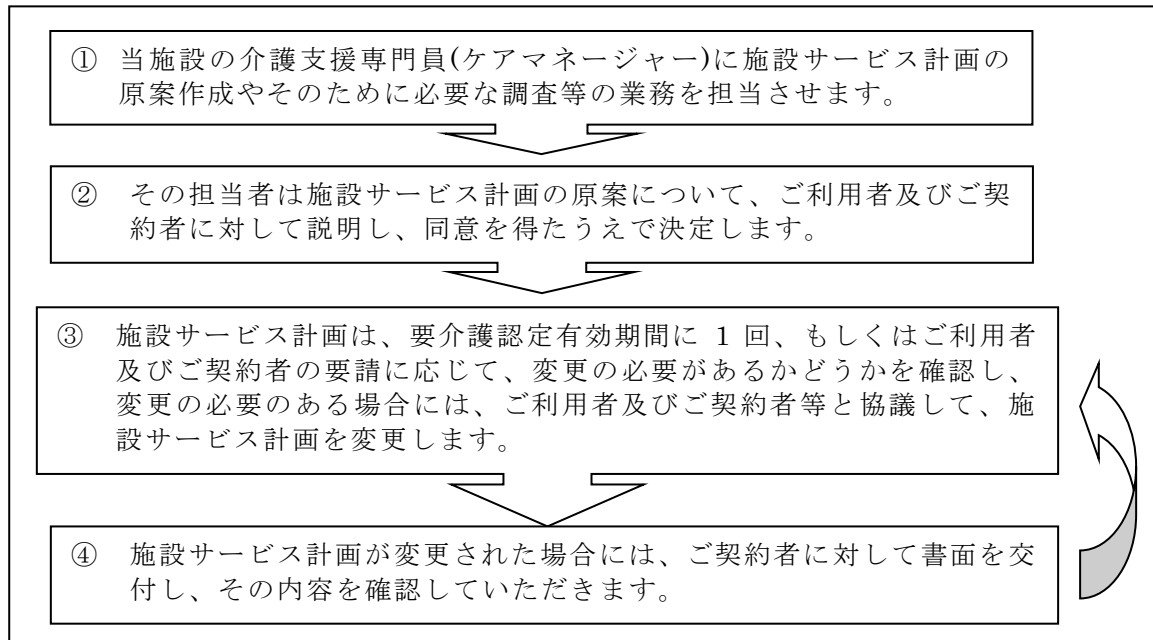 ① 当施設の介護支援専門員(ケアマネージャー)に施設サービス計画の
原案作成やそのために必要な調査等の業務を担当させます。
② その担当者は施設サービス計画の原案について、ご利用者及びご契
約者に対して説明し、同意を得たうえで決定します。
③ 施設サービス計画は、要介護認定有効期間に 1 回、もしくはご利用者
及びご契約者の要請に応じて、変更の必要があるかどうかを確認し、
変更の必要のある場合には、ご利用者及びご契約者等と協議して、施
設サービス計画を変更します。
④ 施設サービス計画が変更された場合には、ご契約者に対して書面を交
付し、その内容を確認していただきます。